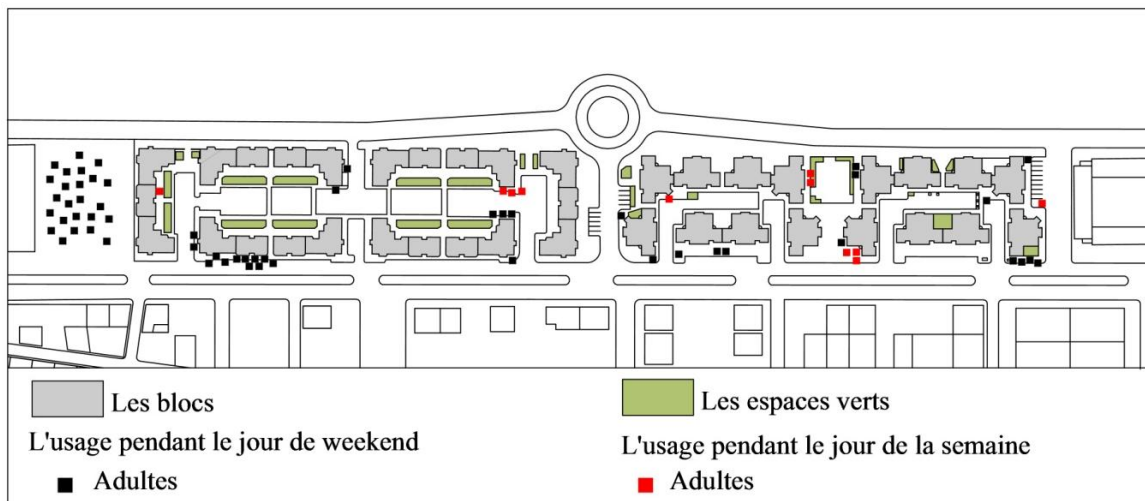 Les blocs
Les espaces verts
L'usage pendant le jour de weekend
L'usage pendant le jour de la semaine
Adultes
Adultes